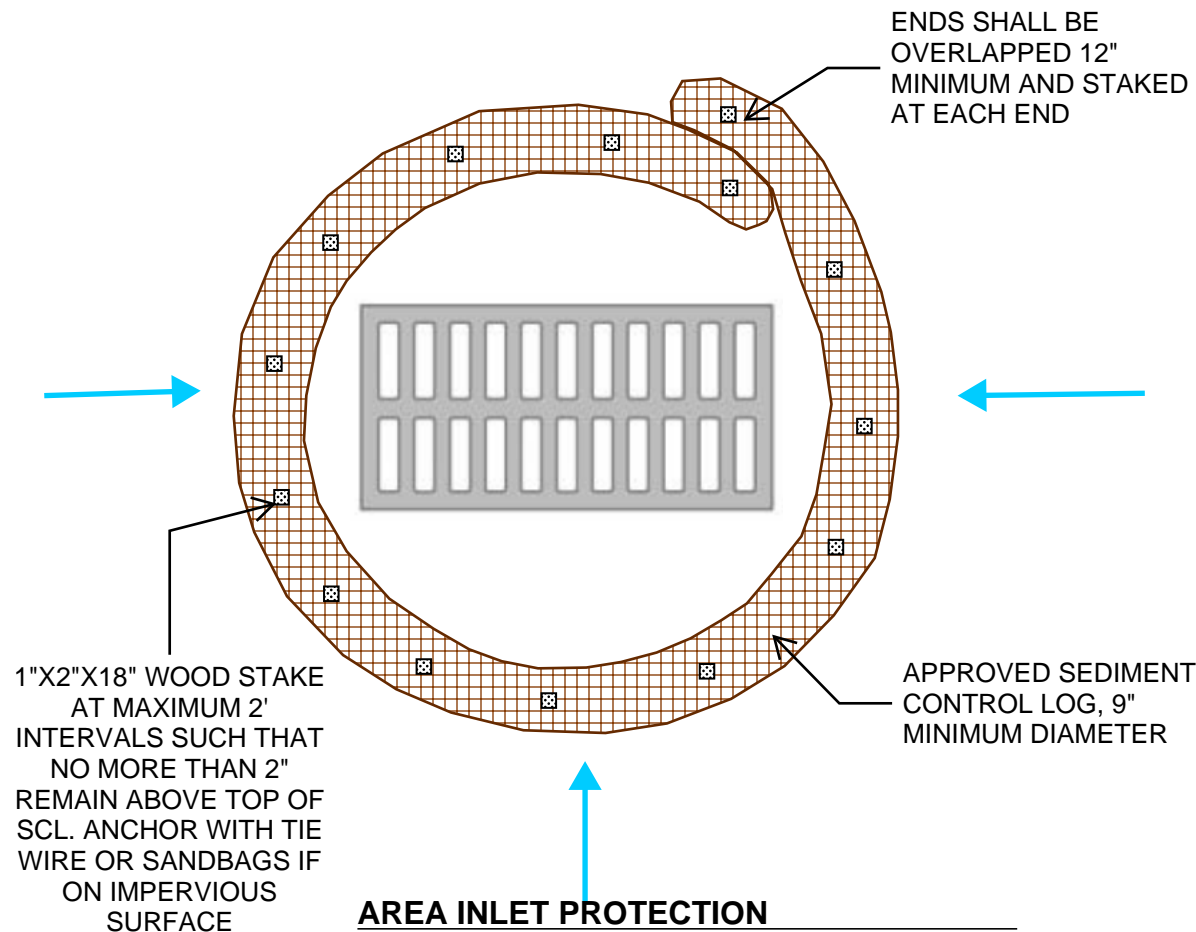 ENDS SHALL BE
OVERLAPPED 12"
MINIMUM AND STAKED
AT EACH END
1"X2"X18" WOOD STAKE
AT MAXIMUM 2'
INTERVALS SUCH THAT
NO MORE THAN 2"
REMAIN ABOVE TOP OF
SCL. ANCHOR WITH TIE
WIRE OR SANDBAGS IF
ON IMPERVIOUS
SURFACE
APPROVED SEDIMENT
CONTROL LOG, 9"
MINIMUM DIAMETER
AREA INLET PROTECTION